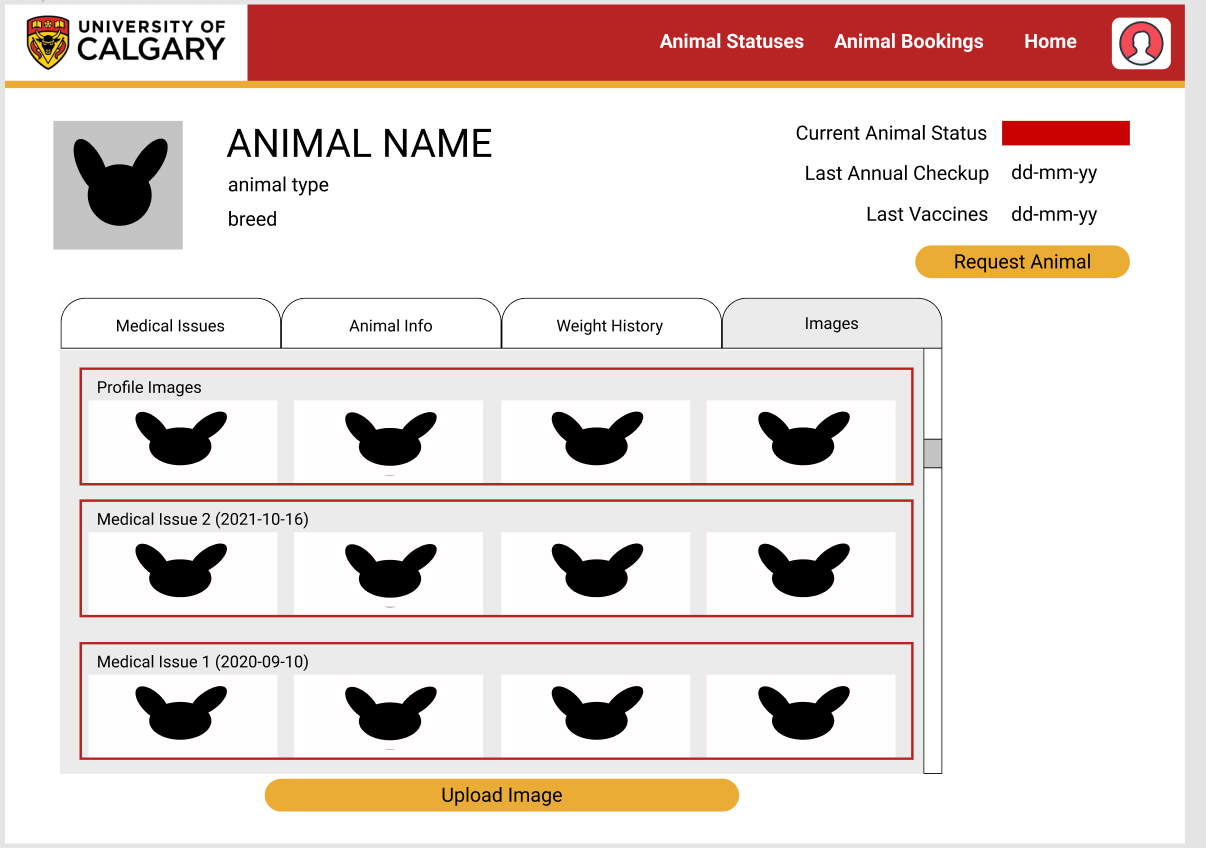 UNIVERSITY OF
CALGARY
Animal Statuses
Animal Bookings
Home
ANIMAL NAME
animal type
breed
Current Animal Status
Last Annual Checkup dd-mm-yy
Last Vaccines dd-mm-yy
Request Animal
Medical Issues
Animal Info
Weight History
Images
Profile Images
Medical Issue 2 (2021-10-16)
Medical Issue 1 (2020-09-10)
Upload Image